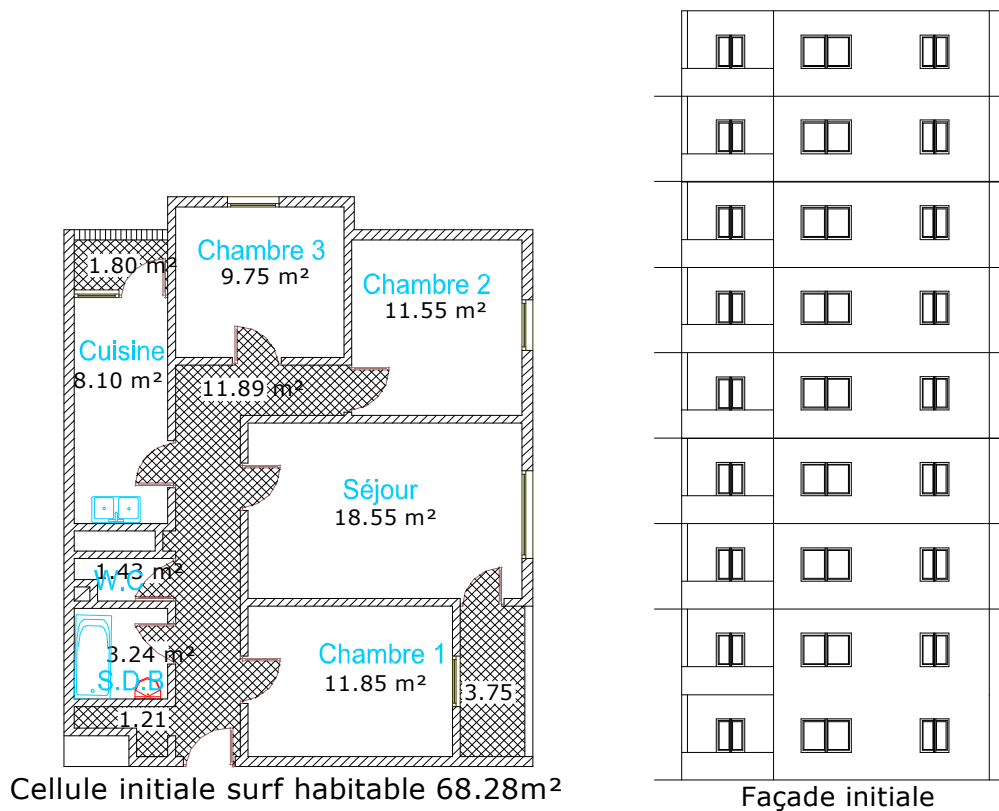 Chambre 3
9.75 m²
1.80 m²
Chambre 2
11.55 m²
Cuisine
8.10 m²
11.89 m²
Séjour
18.55 m²
1.43 m²
W.C
3.24 m²
S.D.B
Chambre 1
11.85 m²
3.75
1.21
Cellule initiale surf habitable 68.28m²
Façade initiale